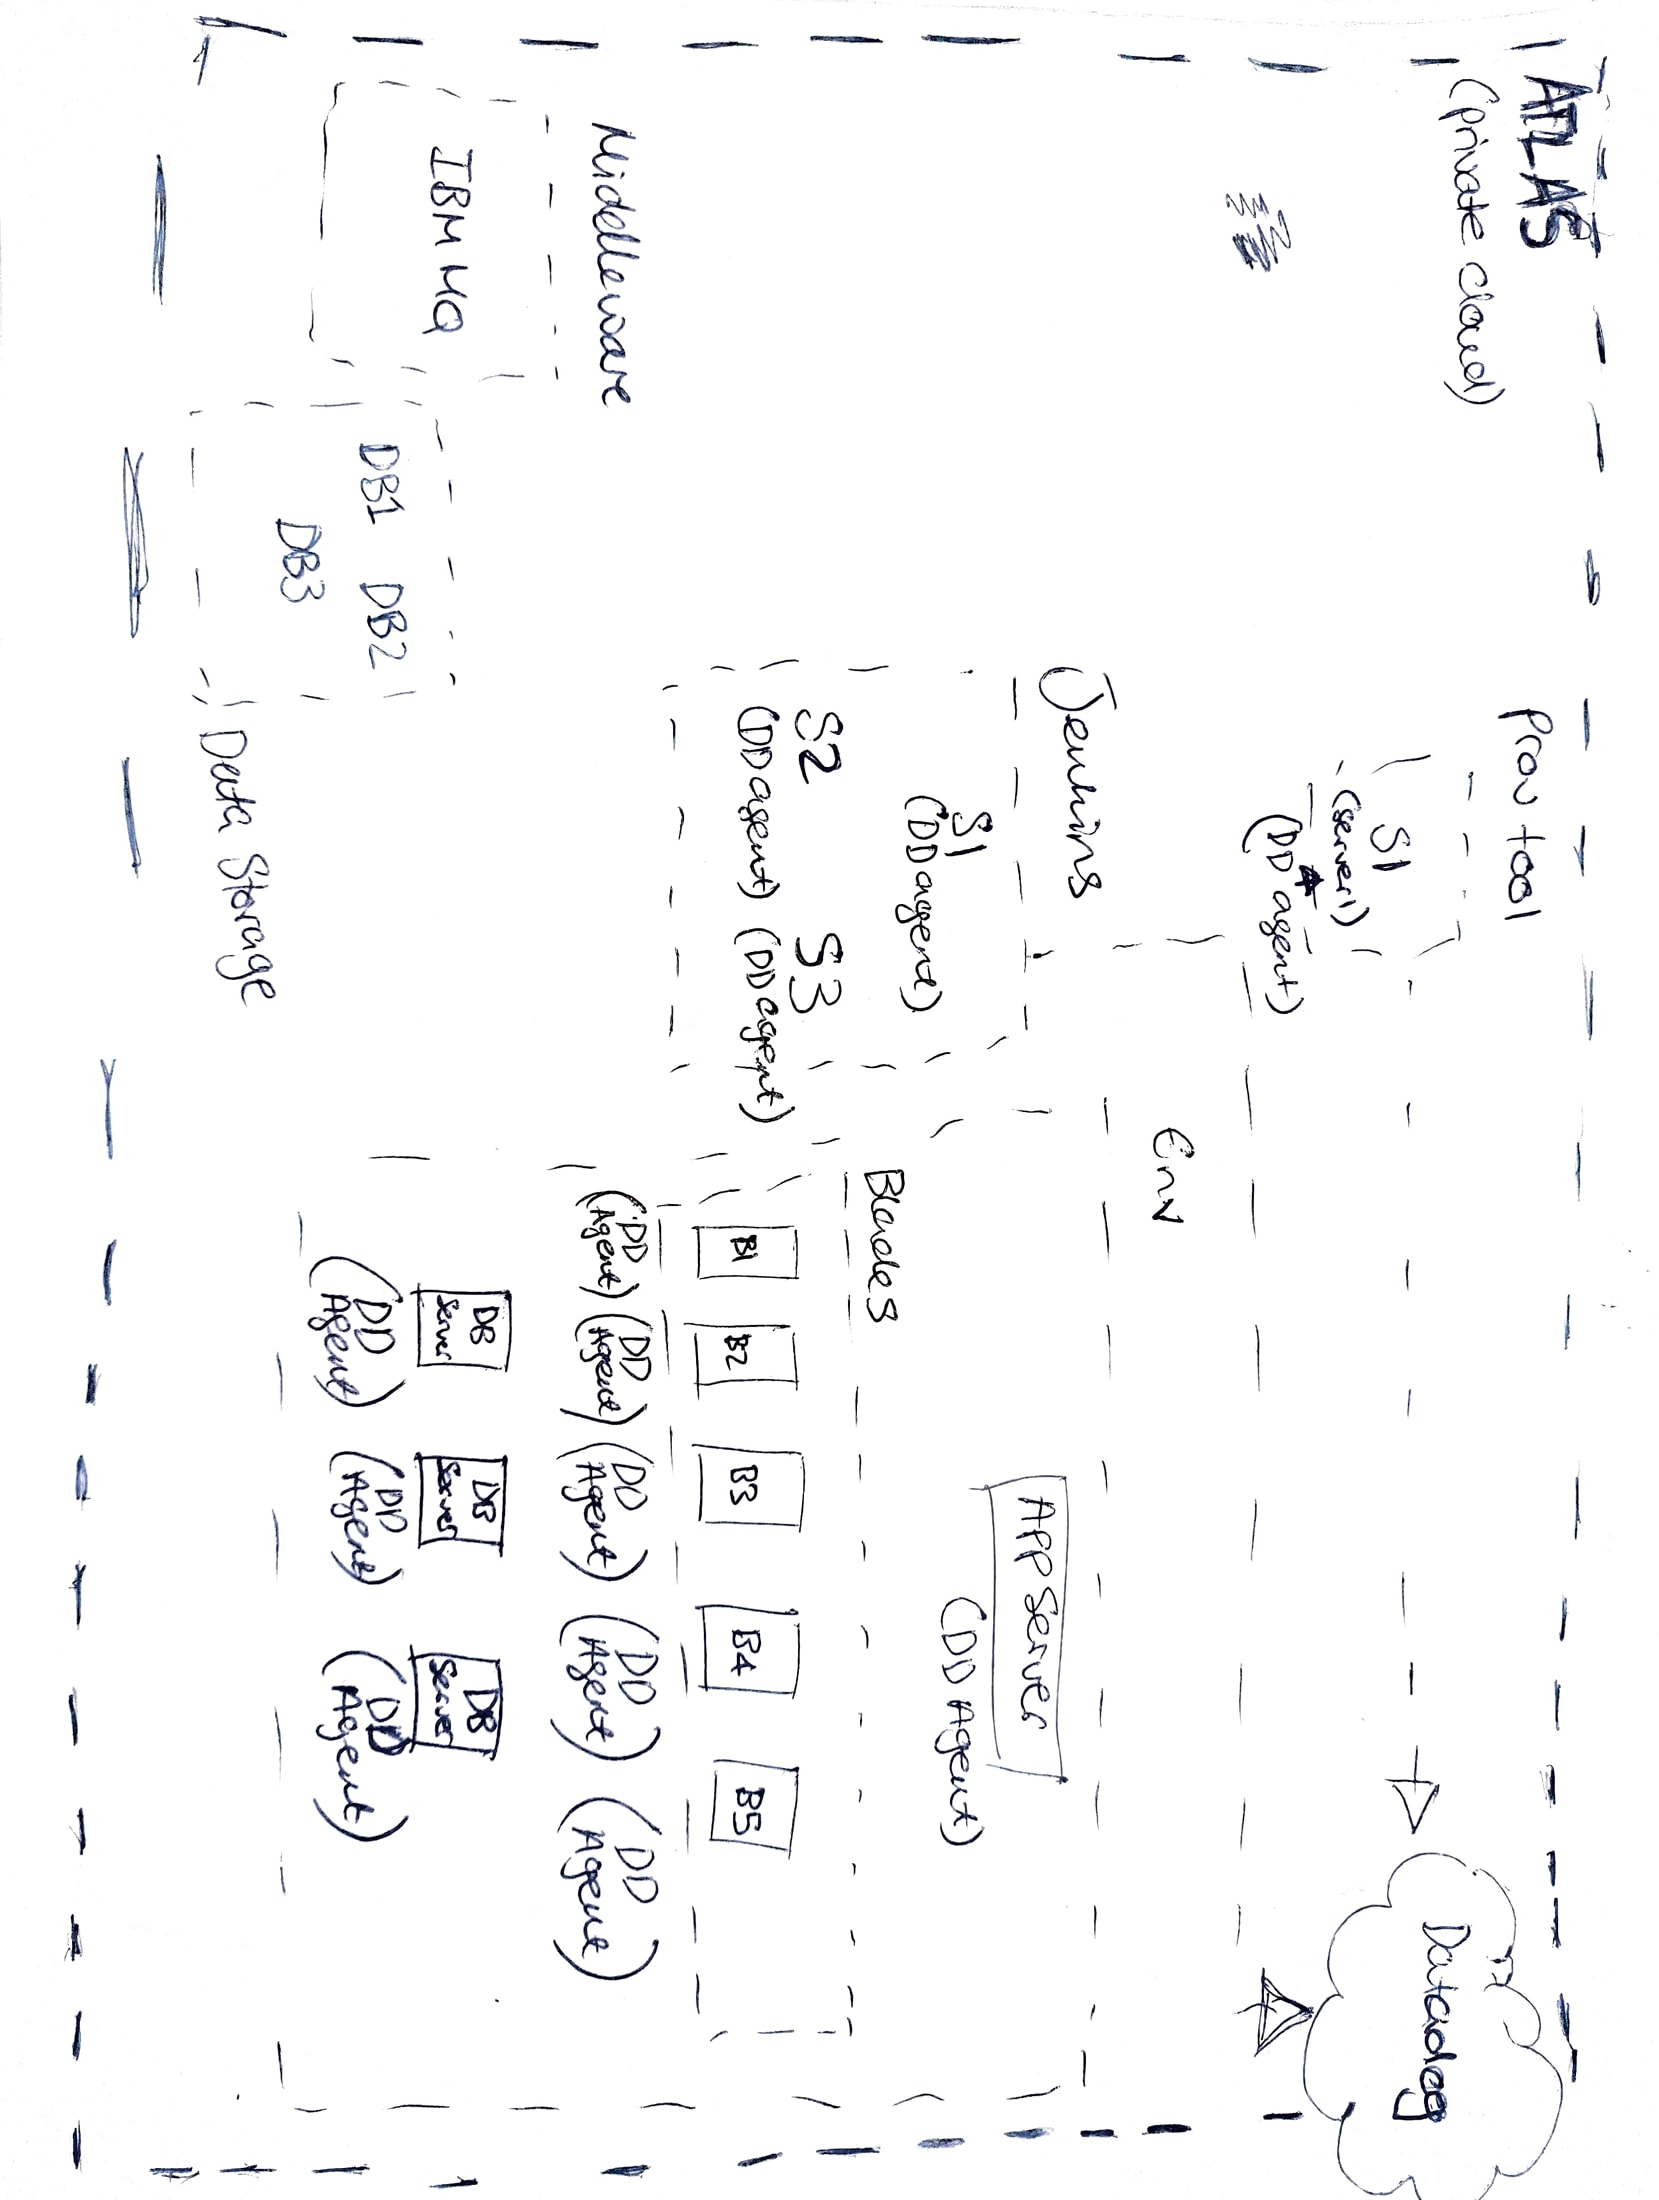 ATLAS
(private cloud)
Prov tool
S1
(server1)
(DD agent)
Datadog
Jenkins
S1
(DD agent)
S2 S3
(DD agent) (DD agent)
Env
APP Server
(DD Agent)
Blades
B1 B2 B3 B4 B5
(DD (DD (DD (DD (DD
Agent) Agent) Agent) Agent) Agent)
DB DB DB
Server Server Server
(DD (DD (DD
Agent) Agent) Agent)
Middleware
IBM MQ
DB1 DB2
DB3
Data Storage